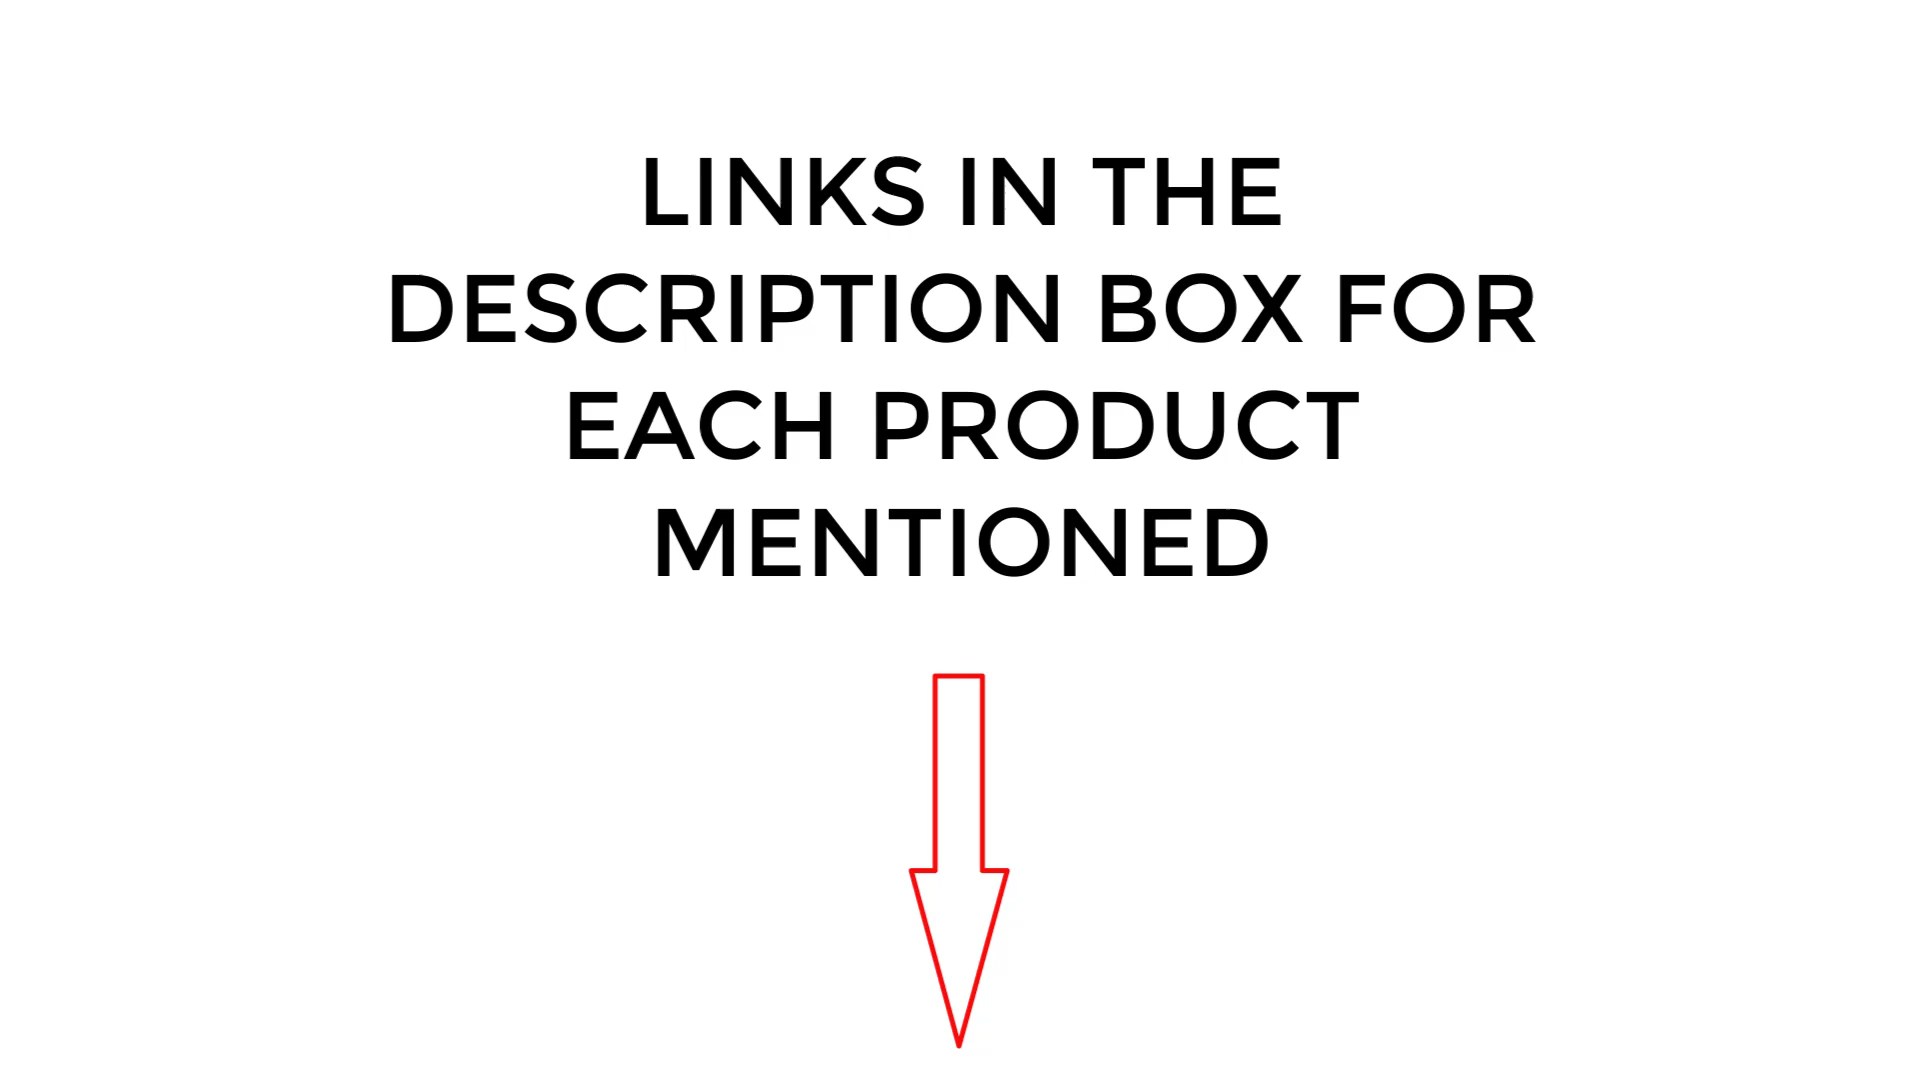 LINKS IN THE
DESCRIPTION BOX FOR
EACH PRODUCT
MENTIONED